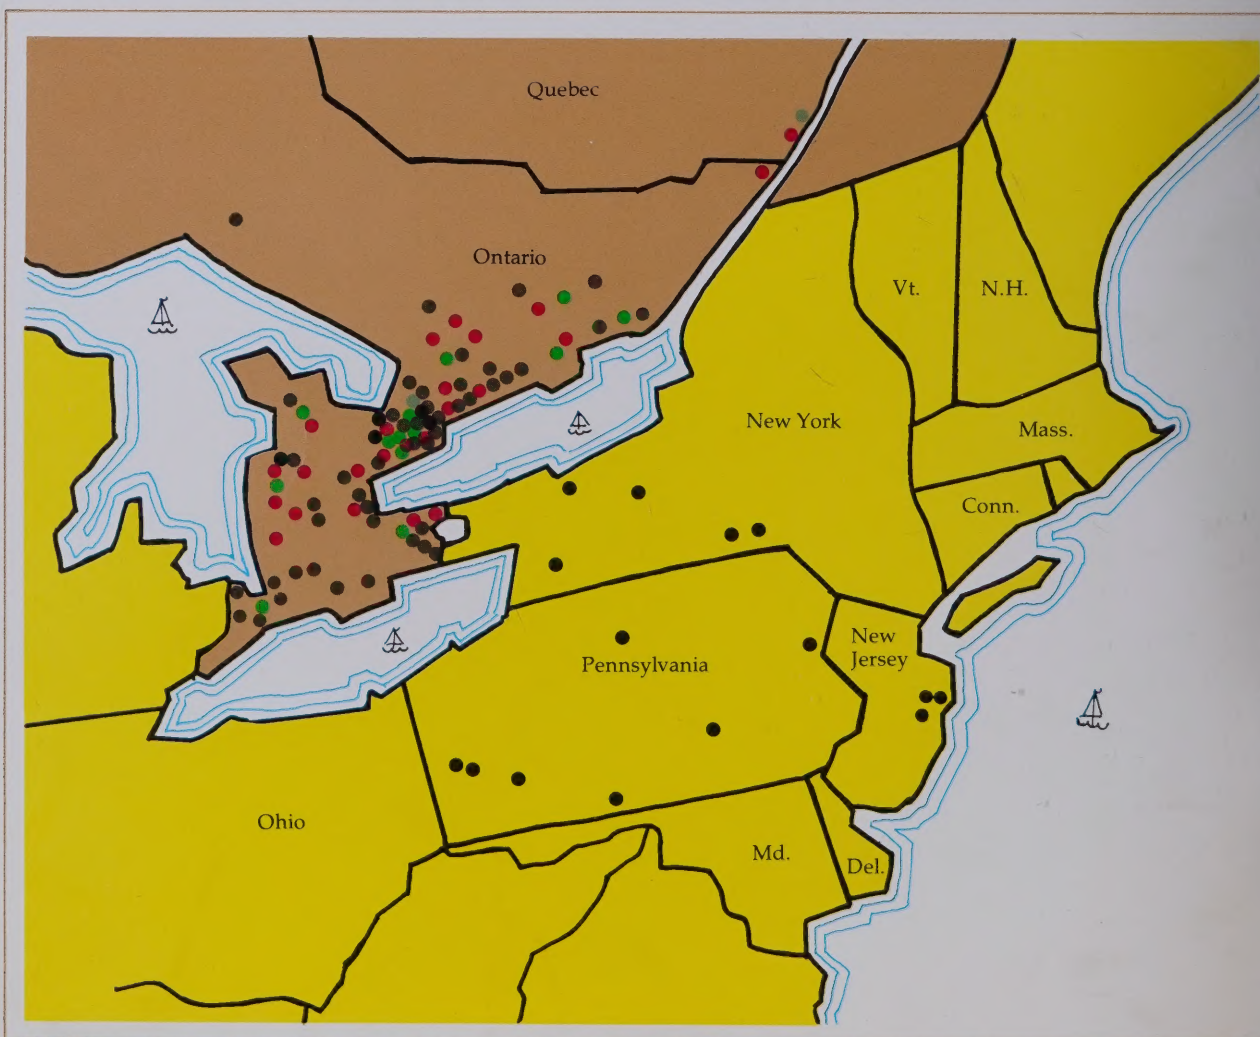 Quebec
Ontario
Vt.
N.H.
New York
Mass.
Conn.
New
Jersey
Pennsylvania
Ohio
Md.
Del.